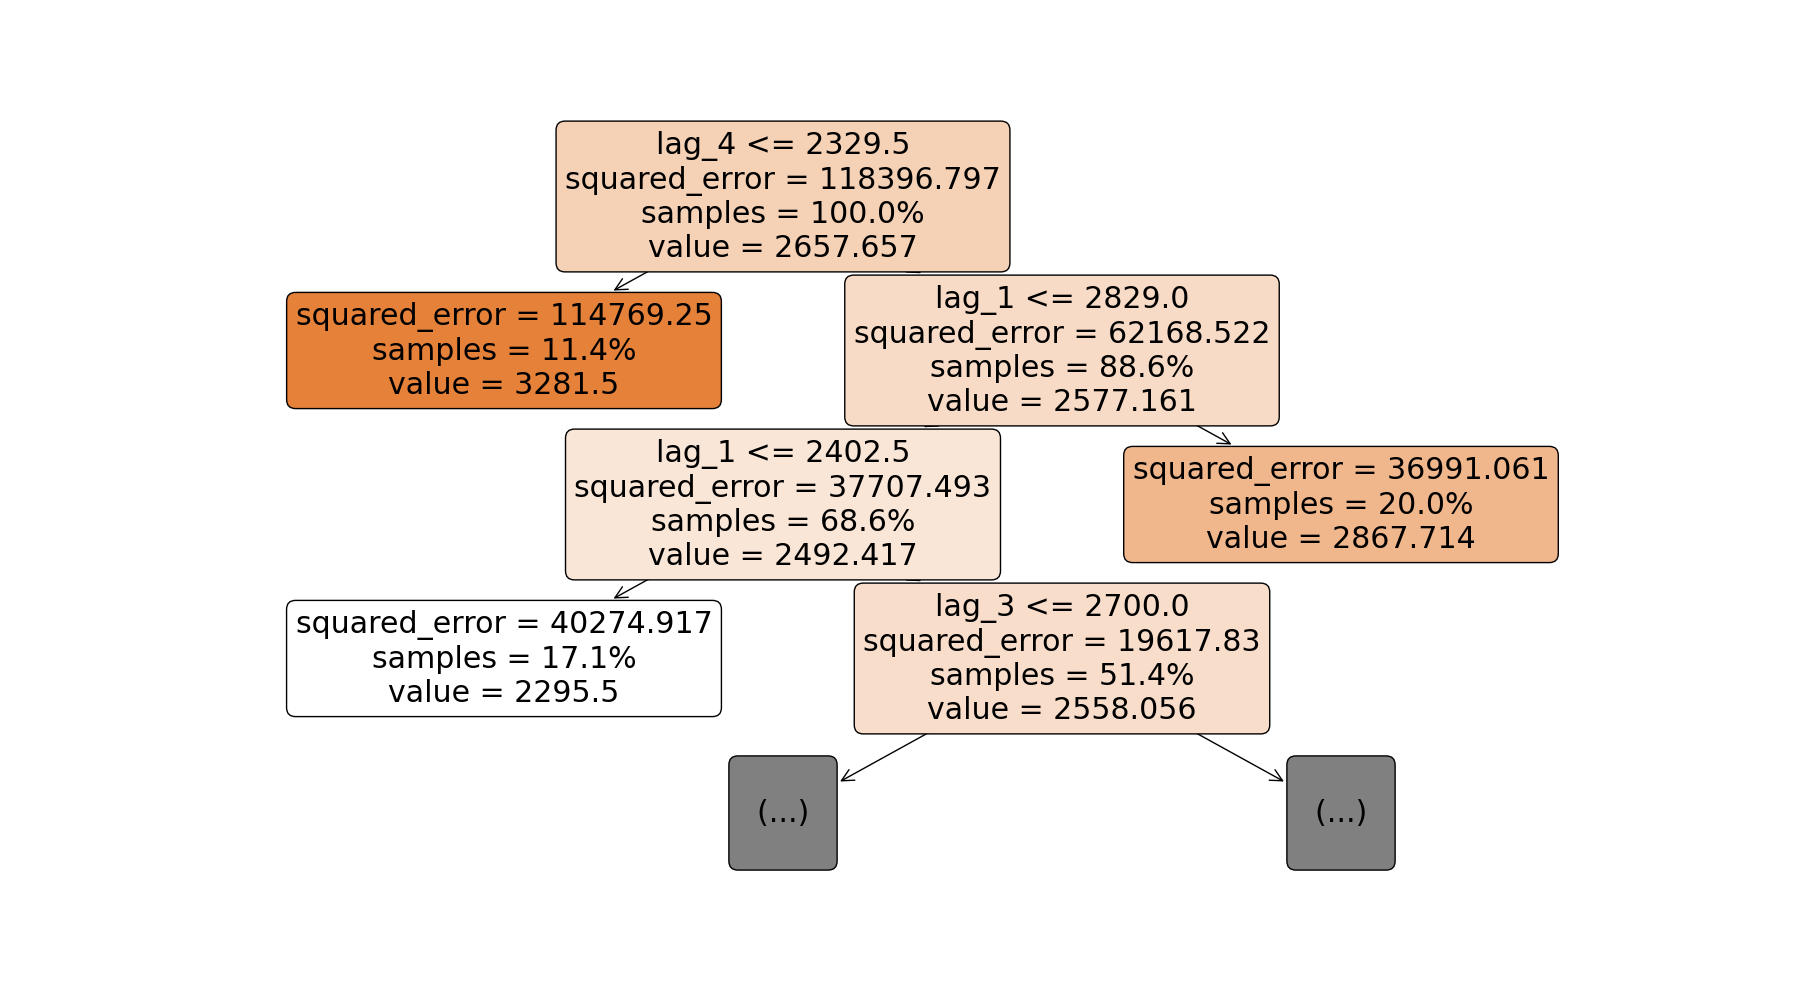 lag_4 <= 2329.5
squared_error = 118396.797
samples = 100.0%
value = 2657.657
squared_error = 114769.25
samples = 11.4%
value = 3281.5
lag_1 <= 2829.0
squared_error = 62168.522
samples = 88.6%
value = 2577.161
lag_1 <= 2402.5
squared_error = 37707.493
samples = 68.6%
value = 2492.417
squared_error = 36991.061
samples = 20.0%
value = 2867.714
squared_error = 40274.917
samples = 17.1%
value = 2295.5
lag_3 <= 2700.0
squared_error = 19617.83
samples = 51.4%
value = 2558.056
(...)
(...)